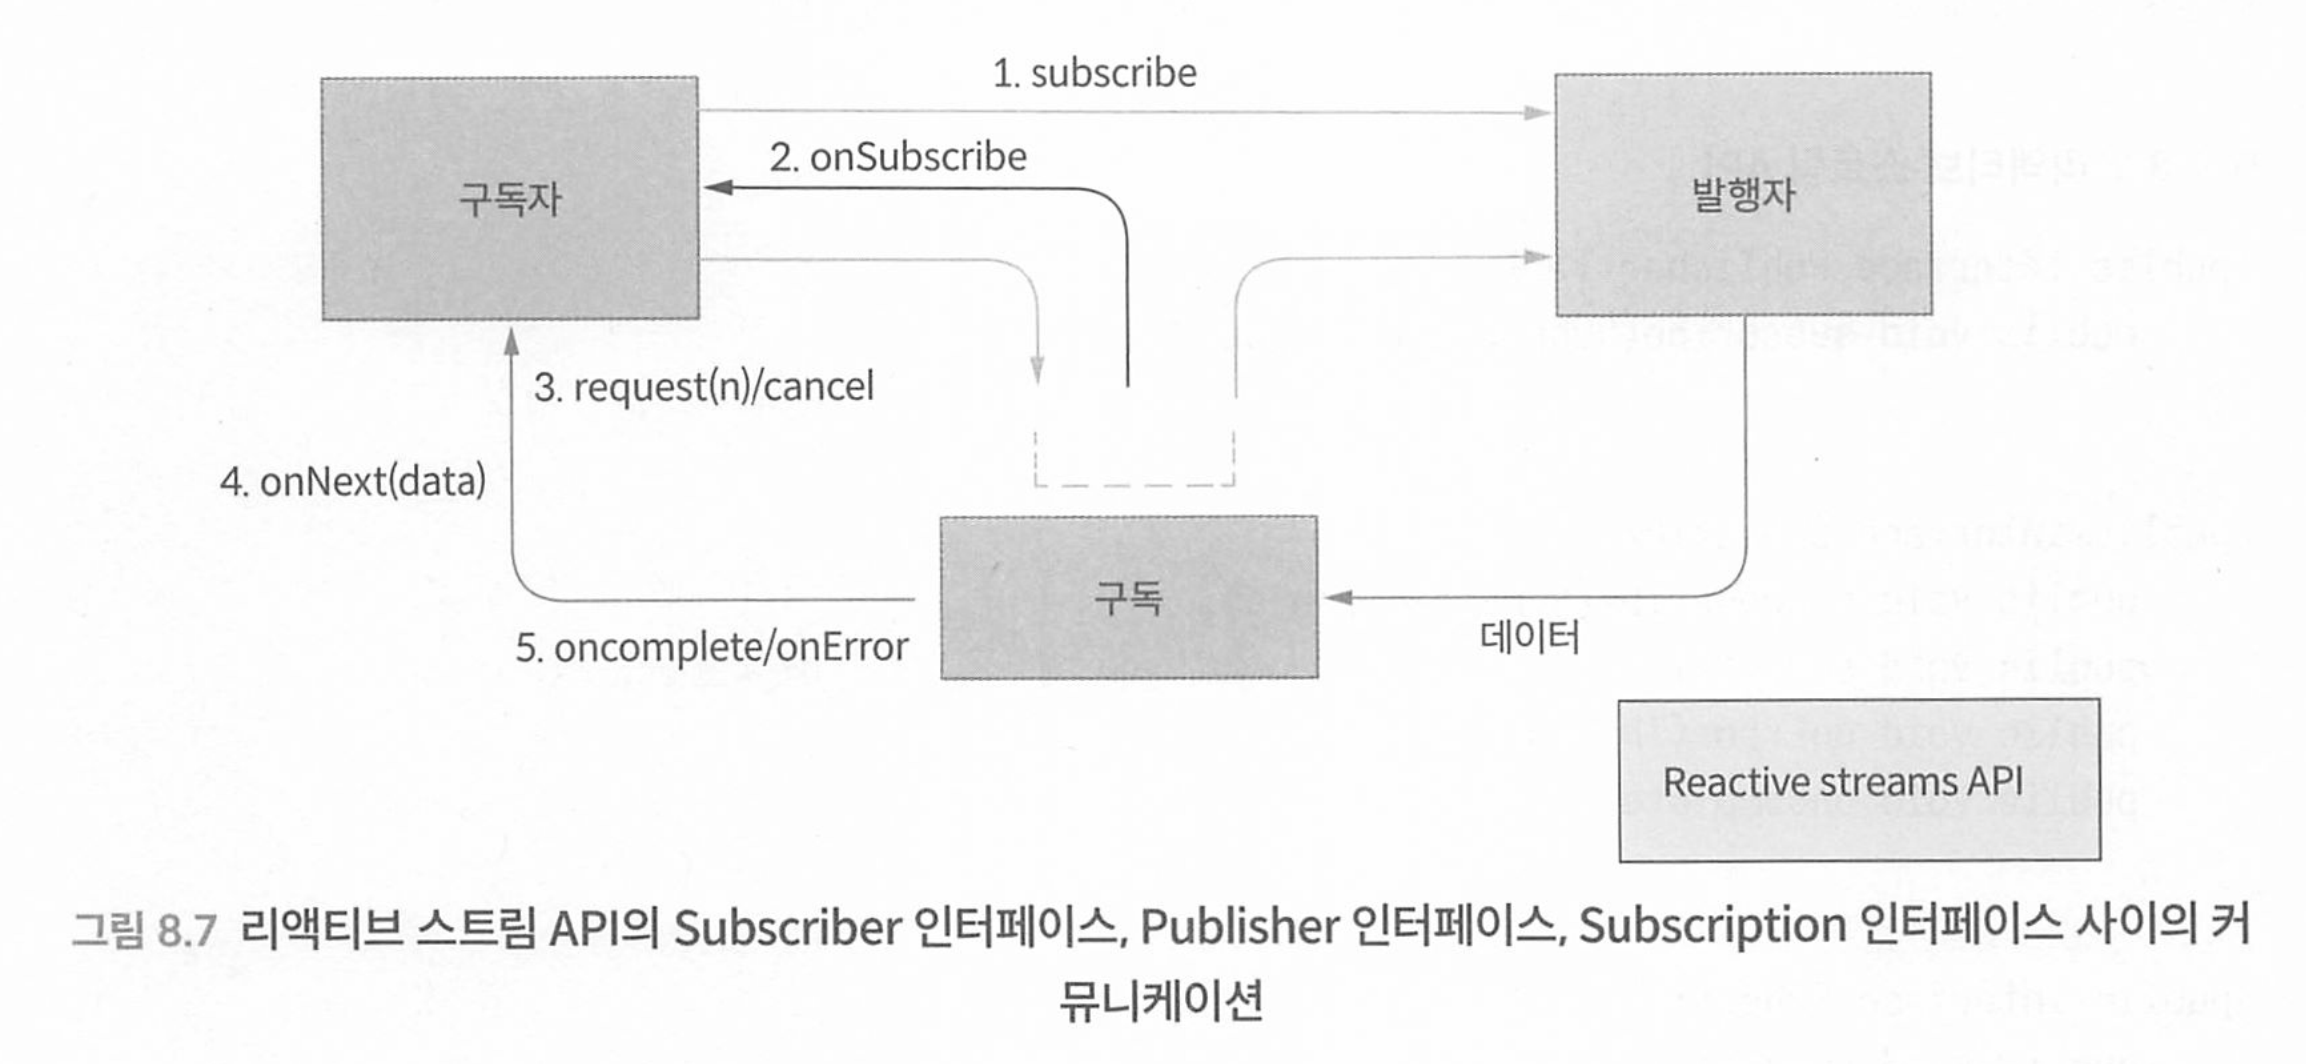 1. subscribe
2. onSubscribe
구독자
발행자
3. request(n)/cancel
4. onNext(data)
구독
5. oncomplete/onError
데이터
Reactive streams API
그림 8.7 리액티브 스트림 API의 Subscriber 인터페이스, Publisher 인터페이스, Subscription 인터페이스 사이의 커
뮤니케이션